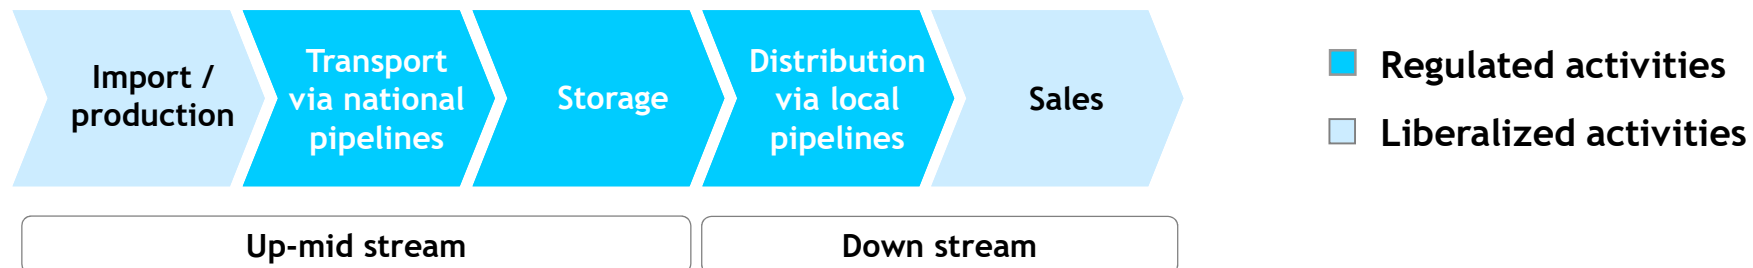 Import /
production
Transport
via national
pipelines
Storage
Distribution
via local
pipelines
Sales
Regulated activities
Liberalized activities
Up-mid stream
Down stream